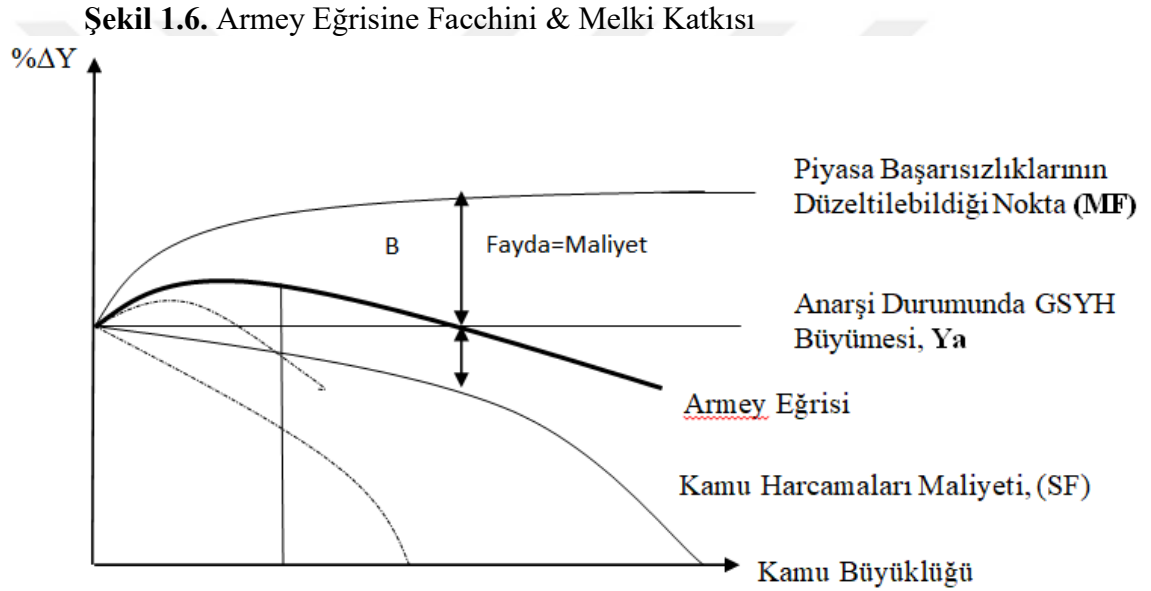 Şekil 1.6. Armey Eğrisine Facchini & Melki Katkısı
%ΔY
Piyasa Başarısızlıklarının
Düzeltilebildiği Nokta (MF)
B
Fayda=Maliyet
Anarşi Durumunda GSYH
Büyümesi, Ya
Armey Eğrisi
Kamu Harcamaları Maliyeti, (SF)
Kamu Büyüklüğü